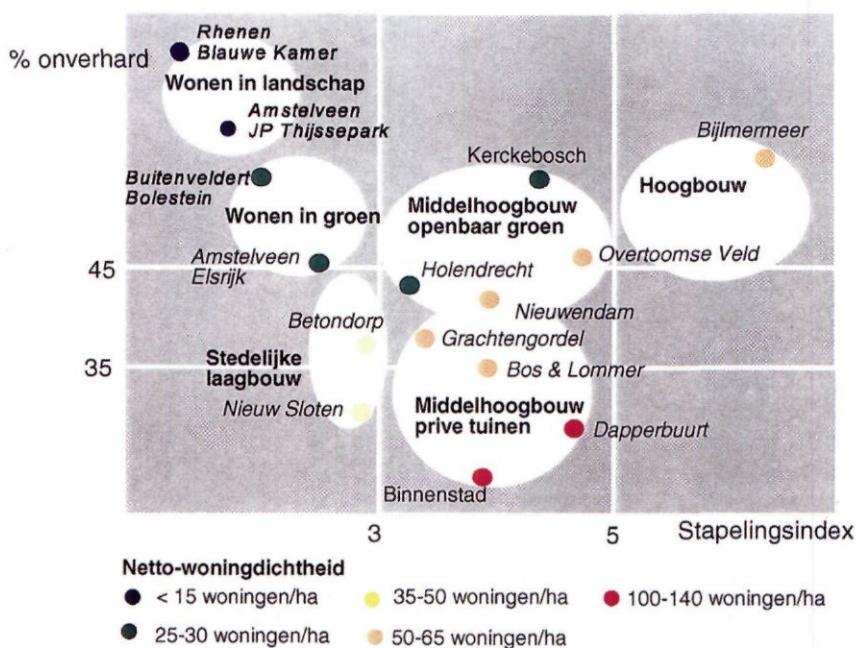 Rhenen
Blauwe Kamer
% onverhard
Wonen in landschap
Amstelveen
JP Thijssepark
Bijlmermeer
Kerckebosch
Buitenveldert
Bolestein
Hoogbouw
Wonen in groen
Middelhoogbouw
openbaar groen
Amstelveen
Elsrijk
Overtoomse Veld
45
Holendrecht
Nieuwendam
Betondorp
Grachtengordel
Stedelijke
laagbouw
35
Bos & Lommer
Nieuw Sloten
Middelhoogbouw
prive tuinen
Dapperbuurt
Binnenstad
3
5
Stapelingsindex
Netto-woningdichtheid
< 15 woningen/ha
35-50 woningen/ha
100-140 woningen/ha
25-30 woningen/ha
50-65 woningen/ha